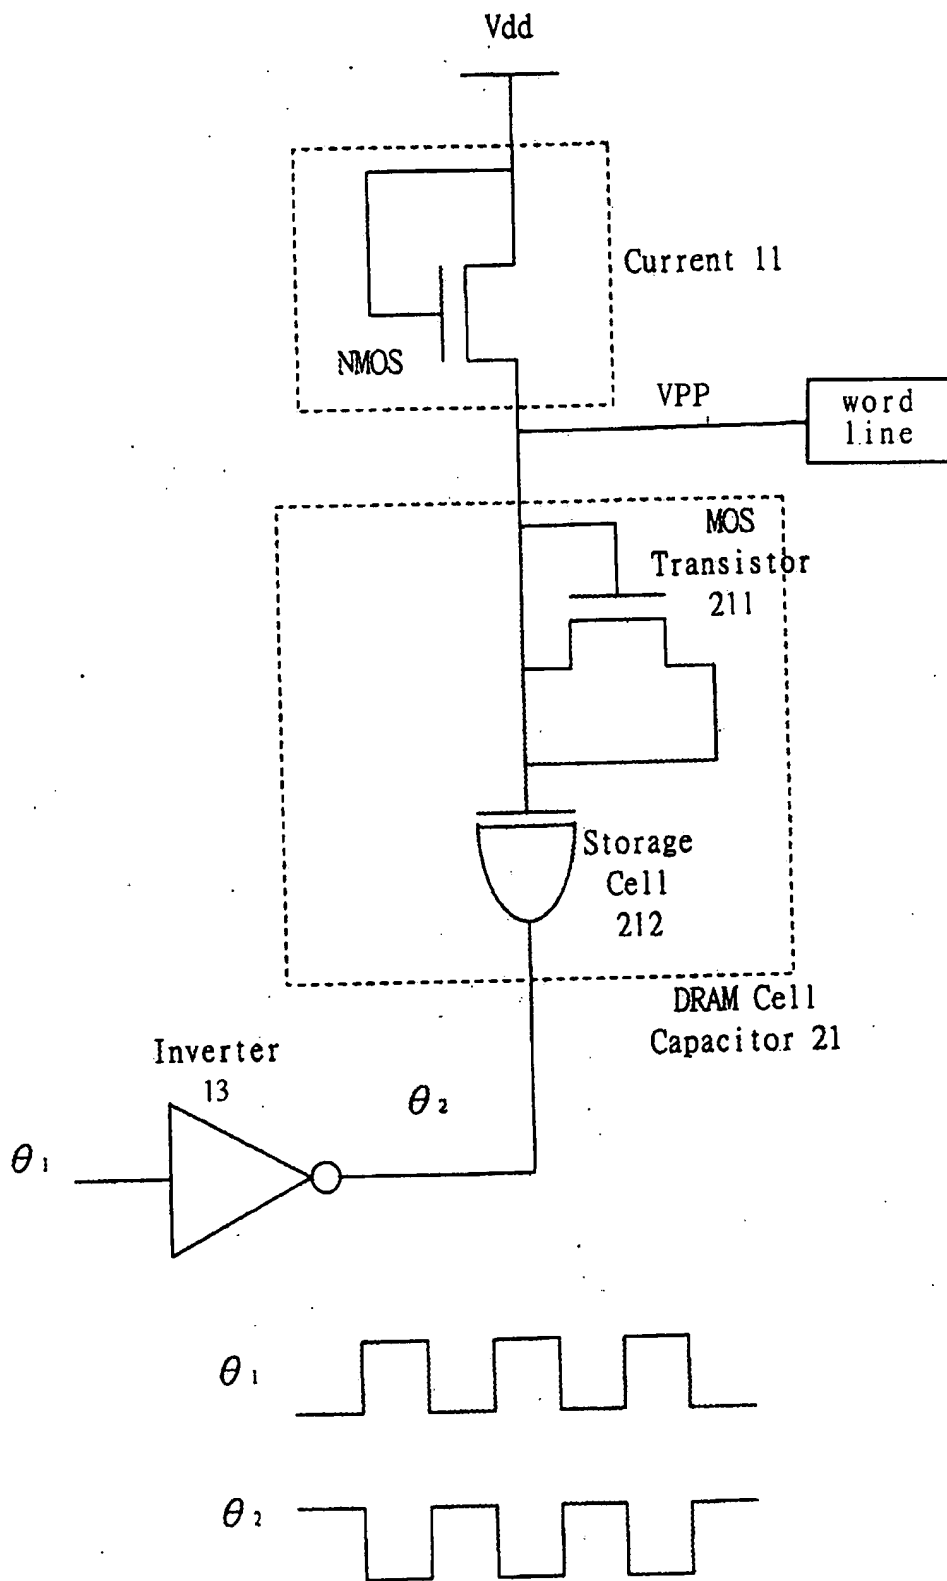 Vdd
Current 11
NMOS
VPP
word
line
MOS
Transistor
211
Storage
Cell
212
DRAM Cell
Capacitor 21
Inverter
13
θ2
θ1
θ1
θ2